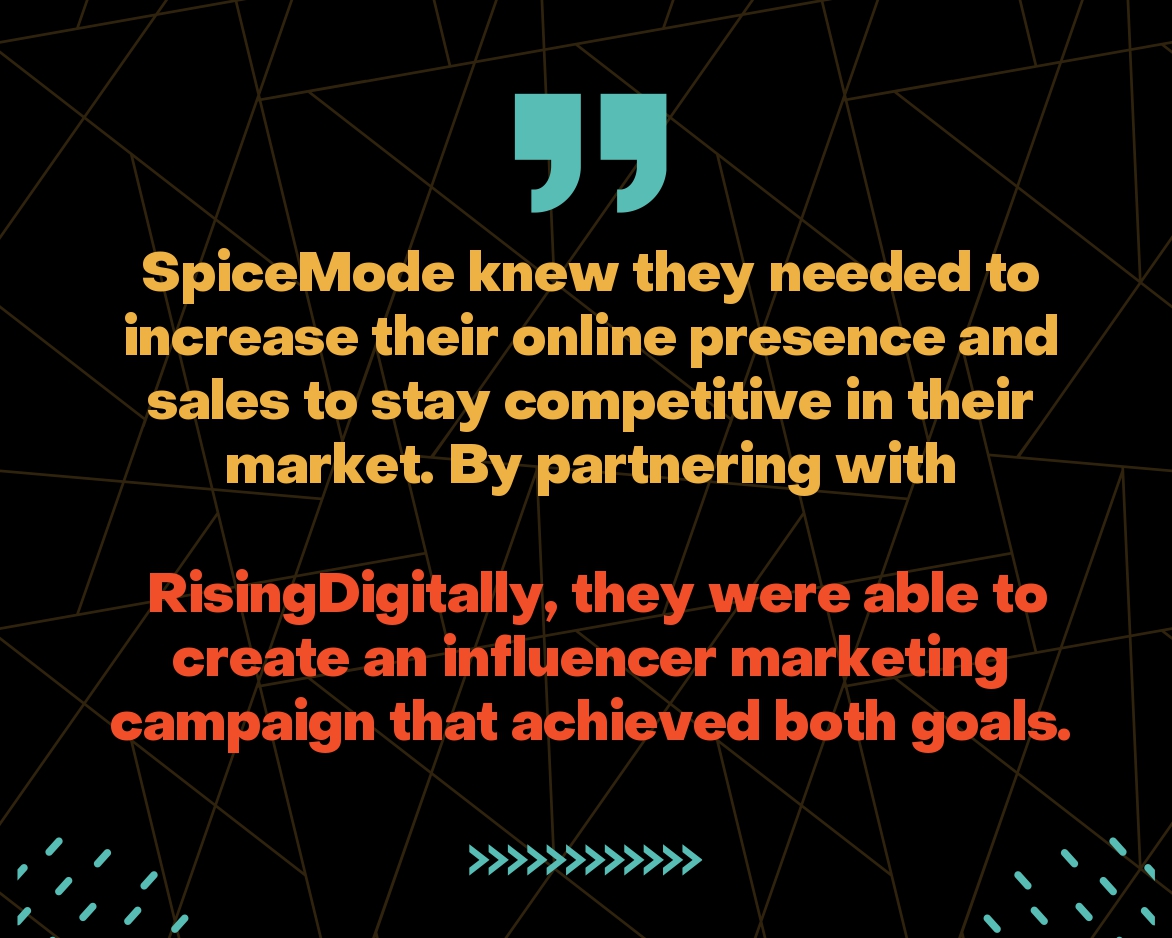 SpiceMode knew they needed to
increase their online presence and
sales to stay competitive in their
market. By partnering with
RisingDigitally, they were able to
create an influencer marketing
campaign that achieved both goals.